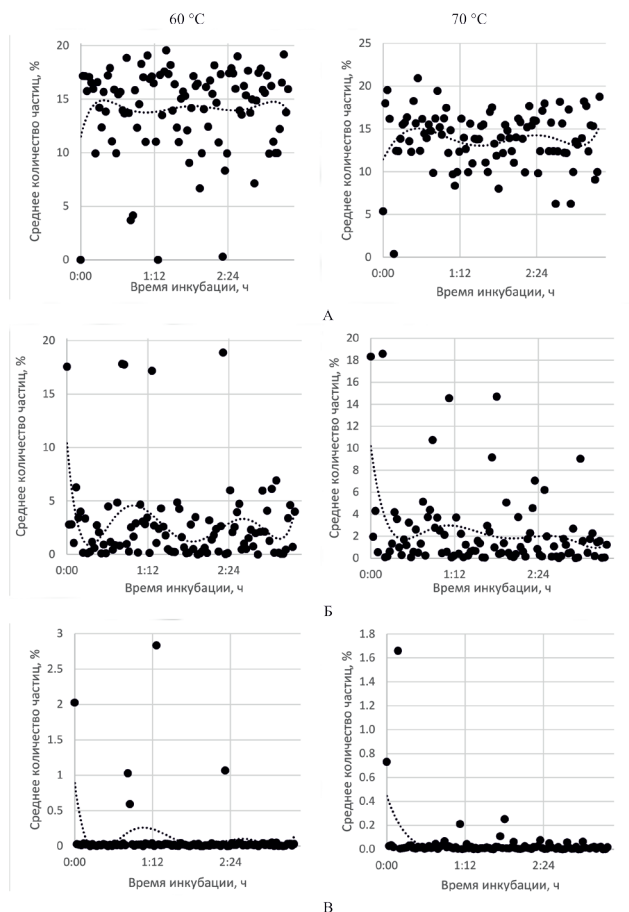 60 °C 70 °C
Среднее количество частиц, %
20
15
10
5
0
0:00 1:12 2:24
Время инкубации, ч
Среднее количество частиц, %
25
20
15
10
5
0
0:00 1:12 2:24
Время инкубации, ч
А
Среднее количество частиц, %
20
15
10
5
0
0:00 1:12 2:24
Время инкубации, ч
Среднее количество частиц, %
20
18
16
14
12
10
8
6
4
2
0
0:00 1:12 2:24
Время инкубации, ч
Б
Среднее количество частиц, %
3
2.5
2
1.5
1
0.5
0
0:00 1:12 2:24
Время инкубации, ч
Среднее количество частиц, %
1.8
1.6
1.4
1.2
1.0
0.8
0.6
0.4
0.2
0.0
0:00 1:12 2:24
Время инкубации, ч
В